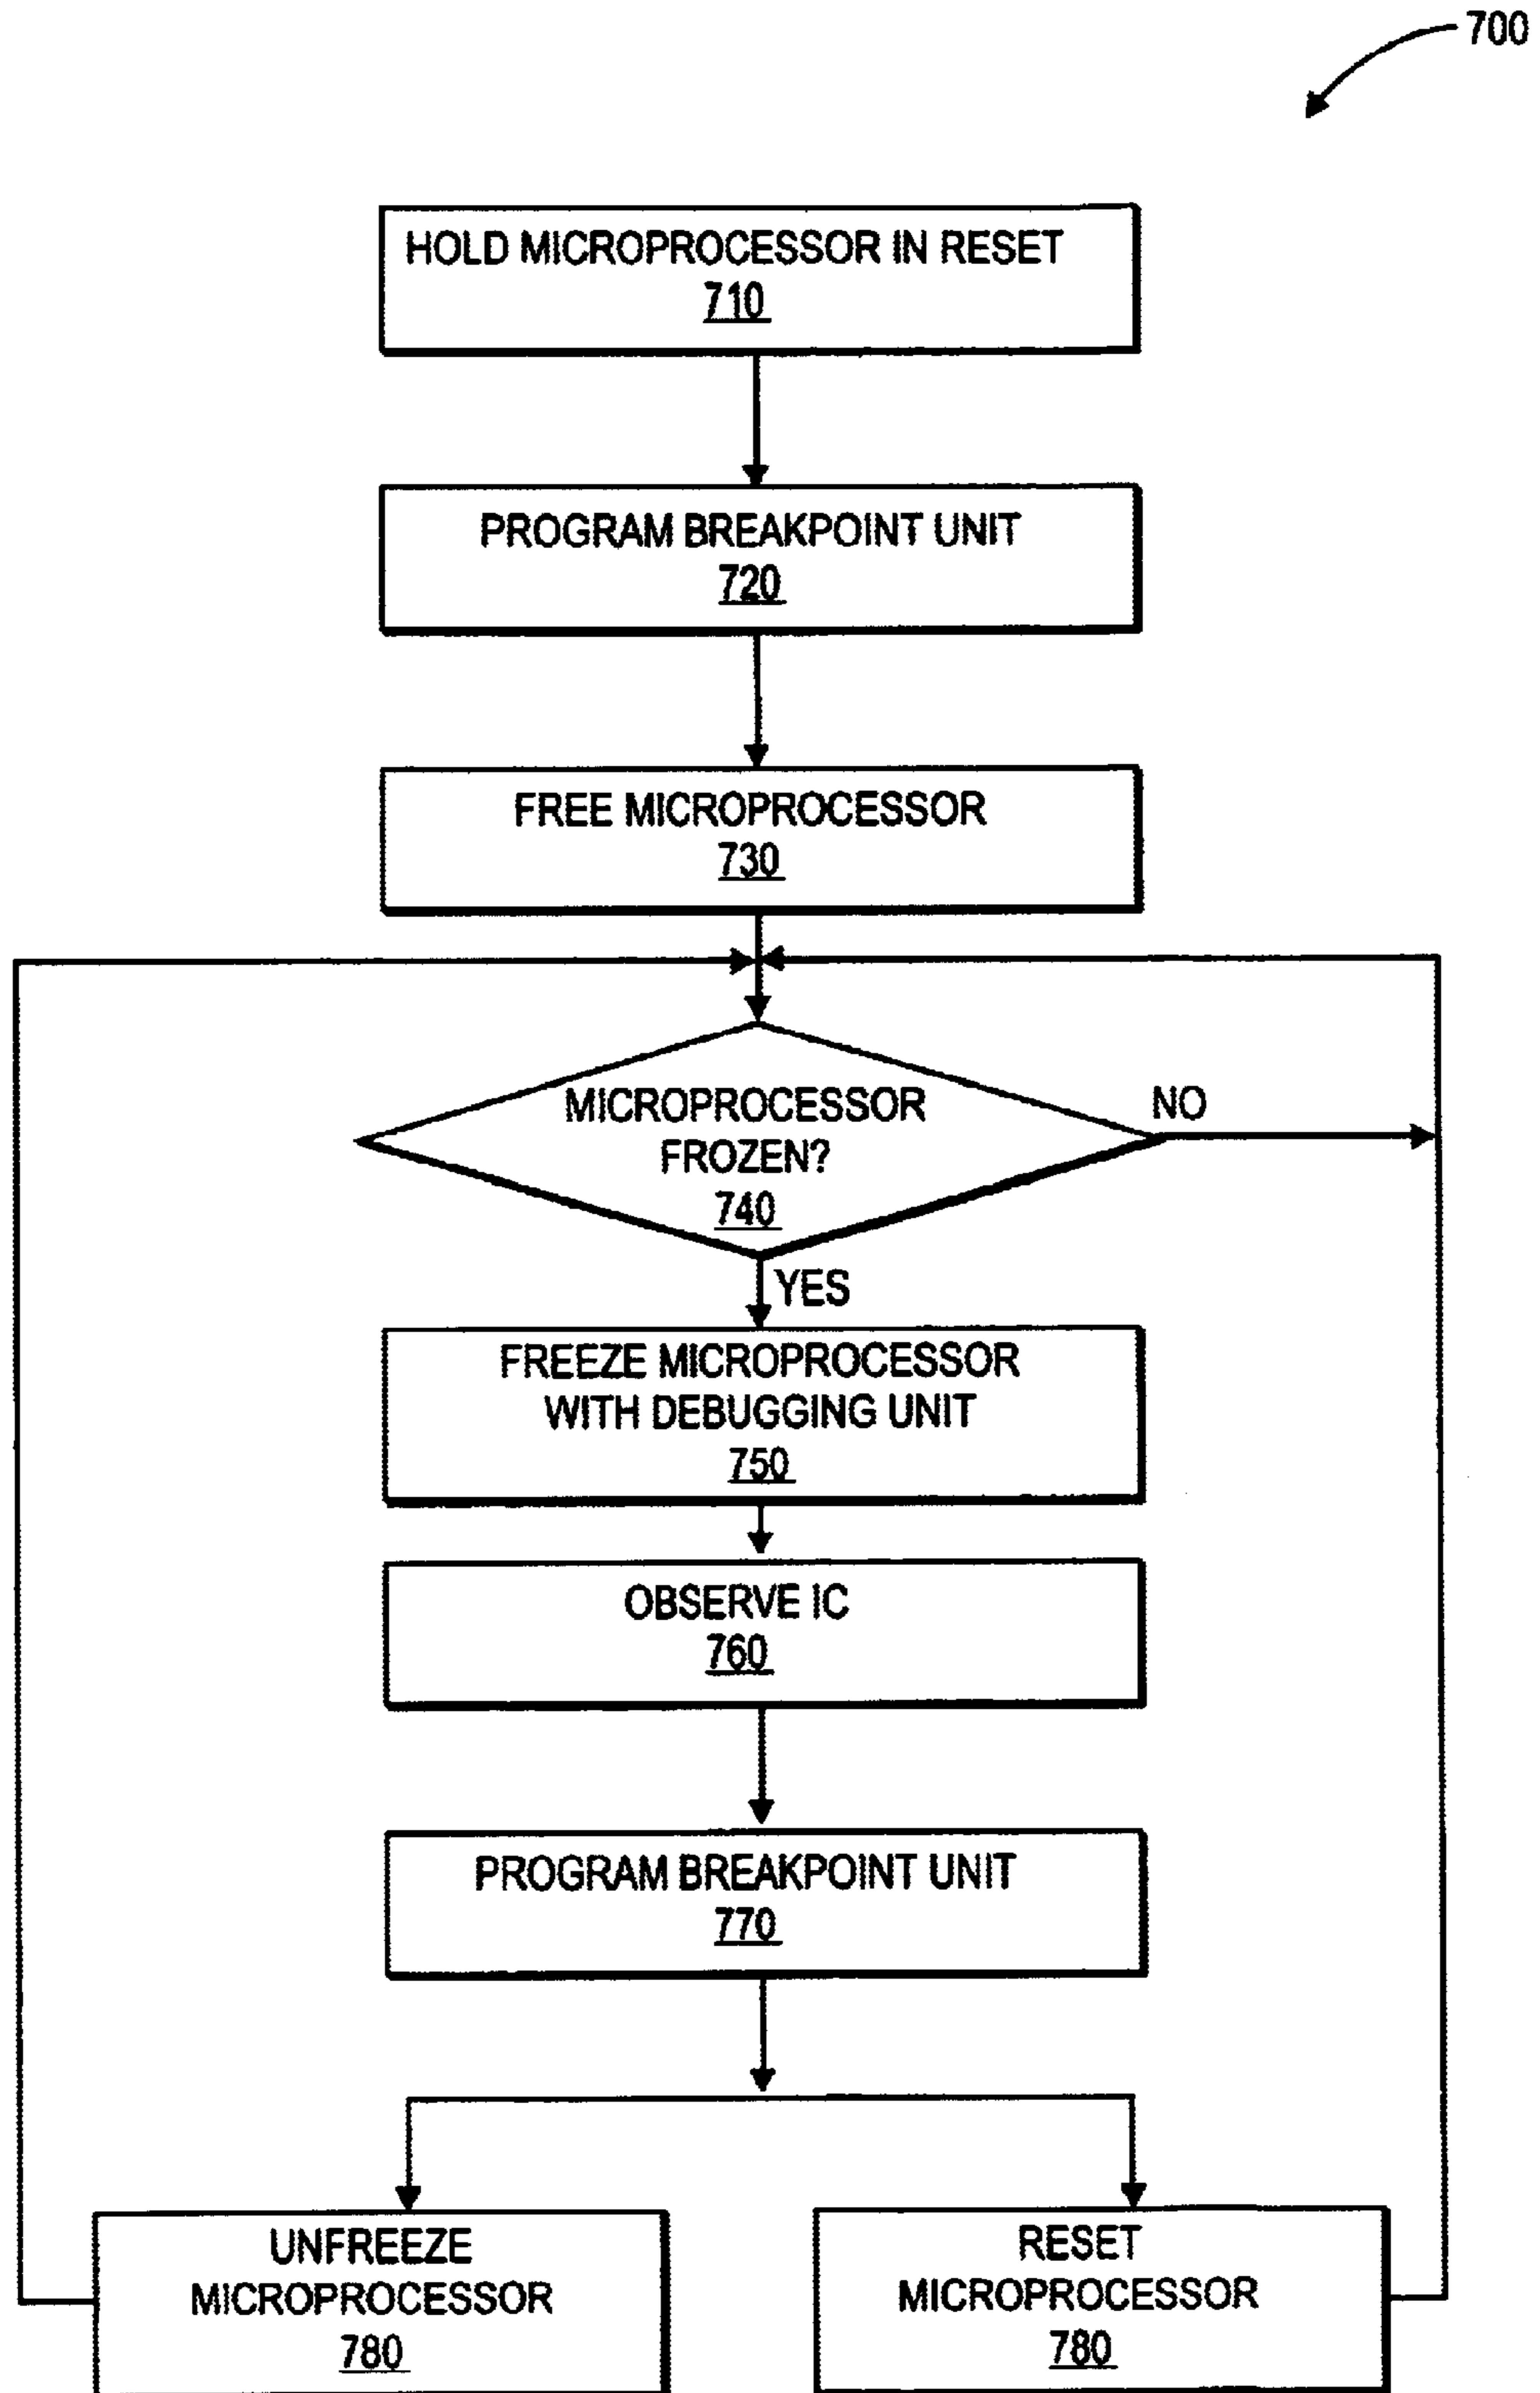 700
HOLD MICROPROCESSOR IN RESET
710
PROGRAM BREAKPOINT UNIT
720
FREE MICROPROCESSOR
730
MICROPROCESSOR
FROZEN?
740
NO
YES
FREEZE MICROPROCESSOR
WITH DEBUGGING UNIT
750
OBSERVE IC
760
PROGRAM BREAKPOINT UNIT
770
UNFREEZE
MICROPROCESSOR
780
RESET
MICROPROCESSOR
780